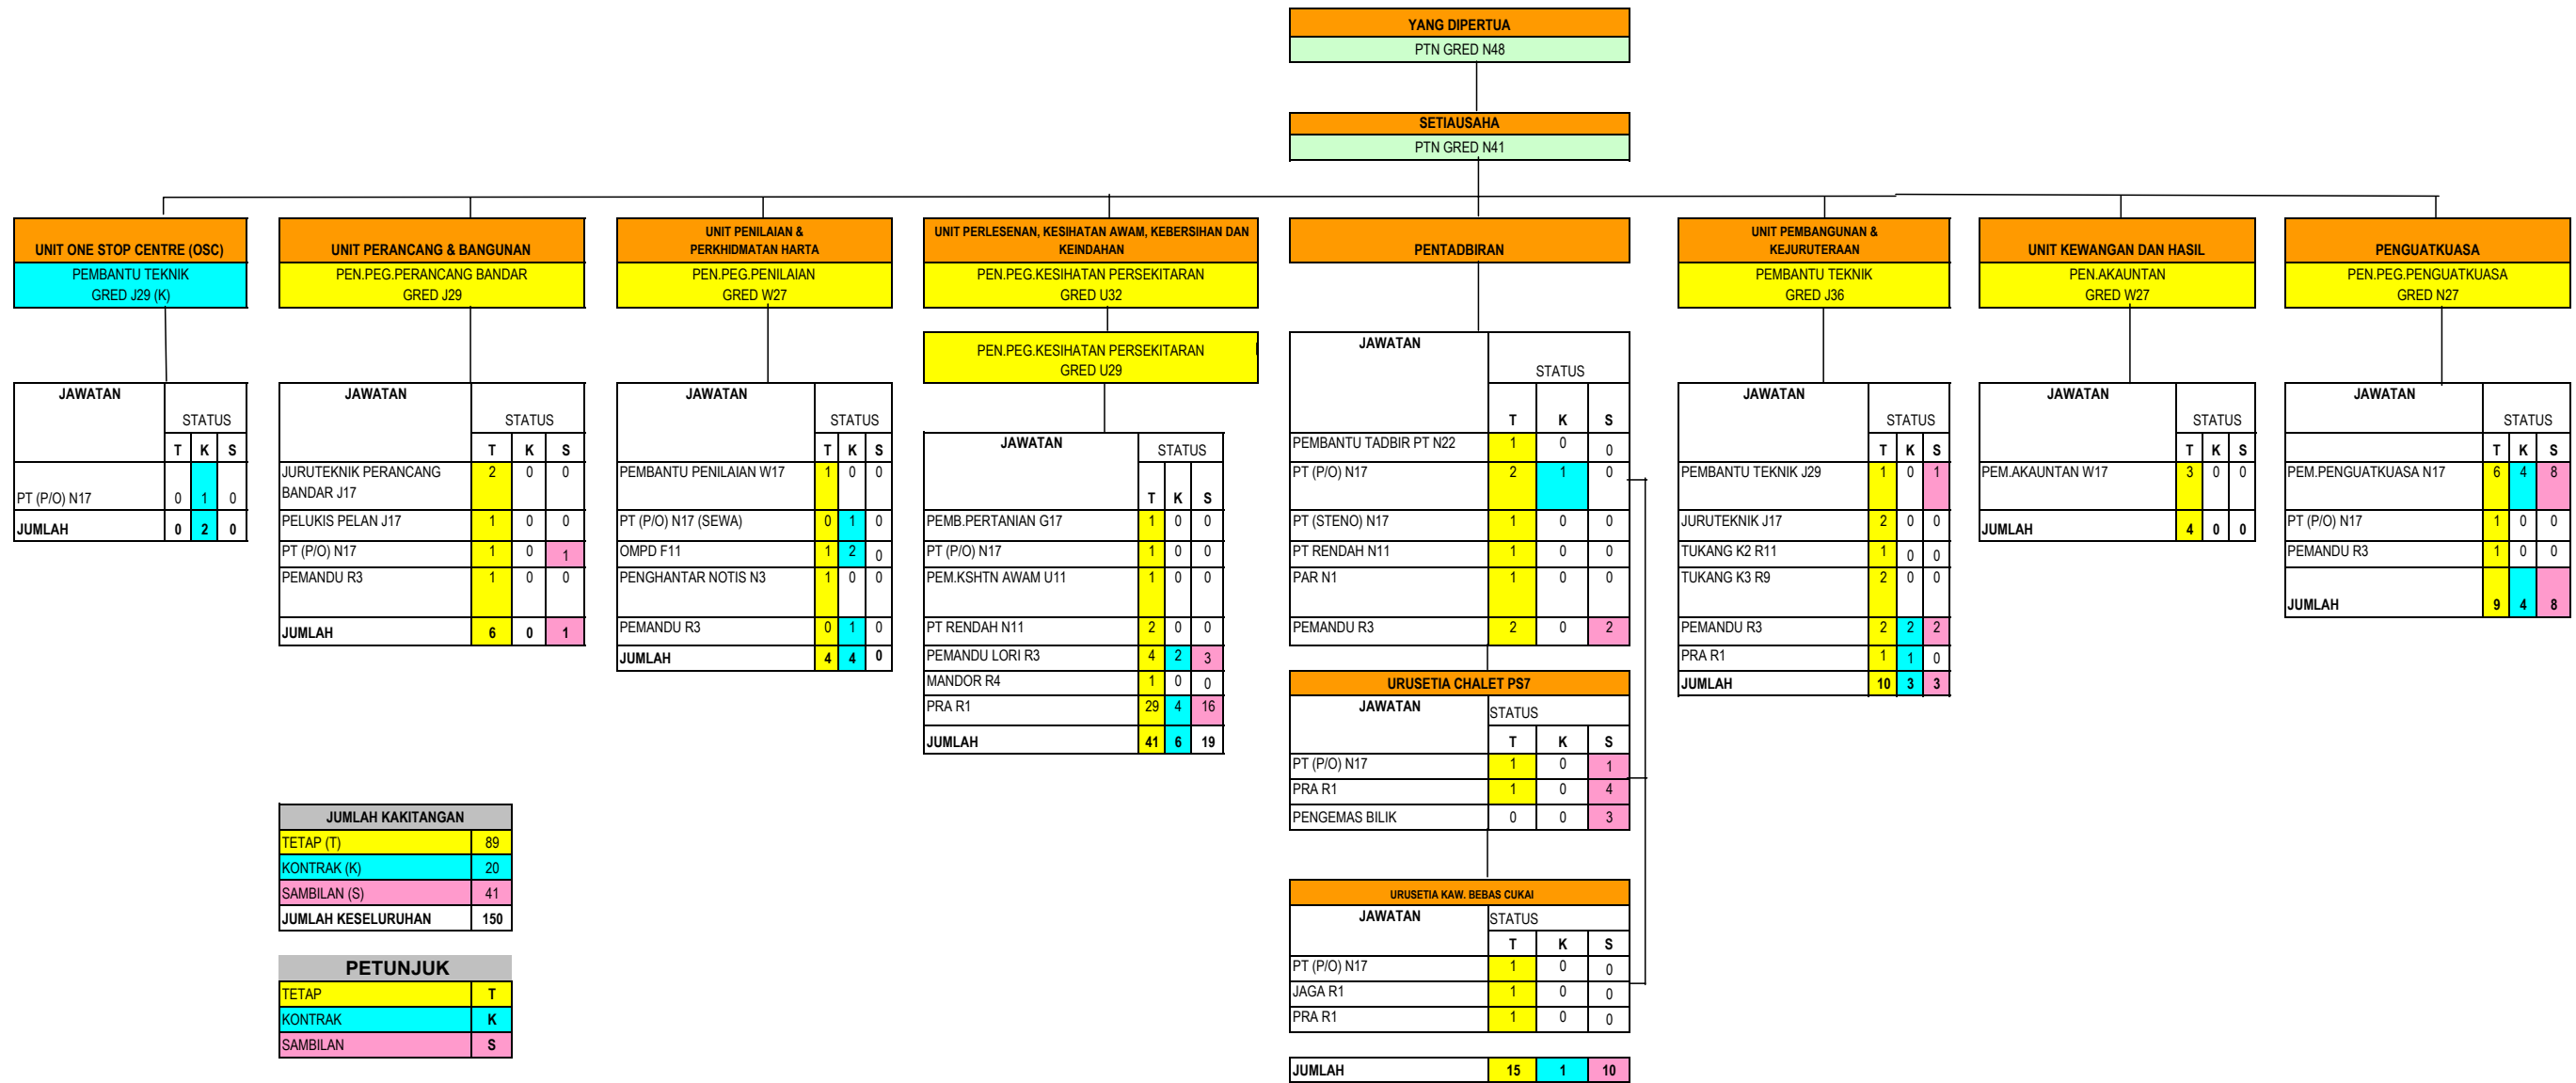 YANG DIPERTUA
PTN GRED N48
SETIAUSAHA
PTN GRED N41
UNIT ONE STOP CENTRE (OSC)
PEMBANTU TEKNIK
GRED J29 (K)
JAWATAN
STATUS
T K S
PT (P/O) N17 0 1 0
JUMLAH 0 2 0
UNIT PERANCANG & BANGUNAN
PEN.PEG.PERANCANG BANDAR
GRED J29
JAWATAN
STATUS
T K S
JURUTEKNIK PERANCANG 2 0 0
BANDAR J17
PELUKIS PELAN J17 1 0 0
PT (P/O) N17 1 0 1
PEMANDU R3 1 0 0
JUMLAH 6 0 1
UNIT PENILAIAN &
PERKHIDMATAN HARTA
PEN.PEG.PENILAIAN
GRED W27
JAWATAN
STATUS
T K S
PEMBANTU PENILAIAN W17 1 0 0
PT (P/O) N17 (SEWA) 0 1 0
OMPD F11 1 2 0
PENGHANTAR NOTIS N3 1 0 0
PEMANDU R3 0 1 0
JUMLAH 4 4 0
UNIT PERLESENAN, KESIHATAN AWAM, KEBERSIHAN DAN
KEINDAHAN
PEN.PEG.KESIHATAN PERSEKITARAN
GRED U32
PEN.PEG.KESIHATAN PERSEKITARAN
GRED U29
JAWATAN
STATUS
T K S
PEMB.PERTANIAN G17 1 0 0
PT (P/O) N17 1 0 0
PEM.KSHTN AWAM U11 1 0 0
PT RENDAH N11 2 0 0
PEMANDU LORI R3 4 2 3
MANDOR R4 1 0 0
PRA R1 29 4 16
JUMLAH 41 6 19
PENTADBIRAN
JAWATAN
STATUS
T K S
PEMBANTU TADBIR PT N22 1 0 0
PT (P/O) N17 2 1 0
PT (STENO) N17 1 0 0
PT RENDAH N11 1 0 0
PAR N1 1 0 0
PEMANDU R3 2 0 2
URUSETIA CHALET PS7
JAWATAN
STATUS
T K S
PT (P/O) N17 1 0 1
PRA R1 1 0 4
PENGEMAS BILIK 0 0 3
URUSETIA KAW. BEBAS CUKAI
JAWATAN
STATUS
T K S
PT (P/O) N17 1 0 0
JAGA R1 1 0 0
PRA R1 1 0 0
JUMLAH 15 1 10
UNIT PEMBANGUNAN &
KEJURUTERAAN
PEMBANTU TEKNIK
GRED J36
JAWATAN
STATUS
T K S
PEMBANTU TEKNIK J29 1 0 1
JURUTEKNIK J17 2 0 0
TUKANG K2 R11 1 0 0
TUKANG K3 R9 2 0 0
PEMANDU R3 2 2 2
PRA R1 1 1 0
JUMLAH 10 3 3
UNIT KEWANGAN DAN HASIL
PEN.AKAUNTAN
GRED W27
JAWATAN
STATUS
T K S
PEM.AKAUNTAN W17 3 0 0
JUMLAH 4 0 0
PENGUATKUASA
PEN.PEG.PENGUATKUASA
GRED N27
JAWATAN
STATUS
T K S
PEM.PENGUATKUASA N17 6 4 8
PT (P/O) N17 1 0 0
PEMANDU R3 1 0 0
JUMLAH 9 4 8
JUMLAH KAKITANGAN
TETAP (T) 89
KONTRAK (K) 20
SAMBILAN (S) 41
JUMLAH KESELURUHAN 150
PETUNJUK
TETAP T
KONTRAK K
SAMBILAN S